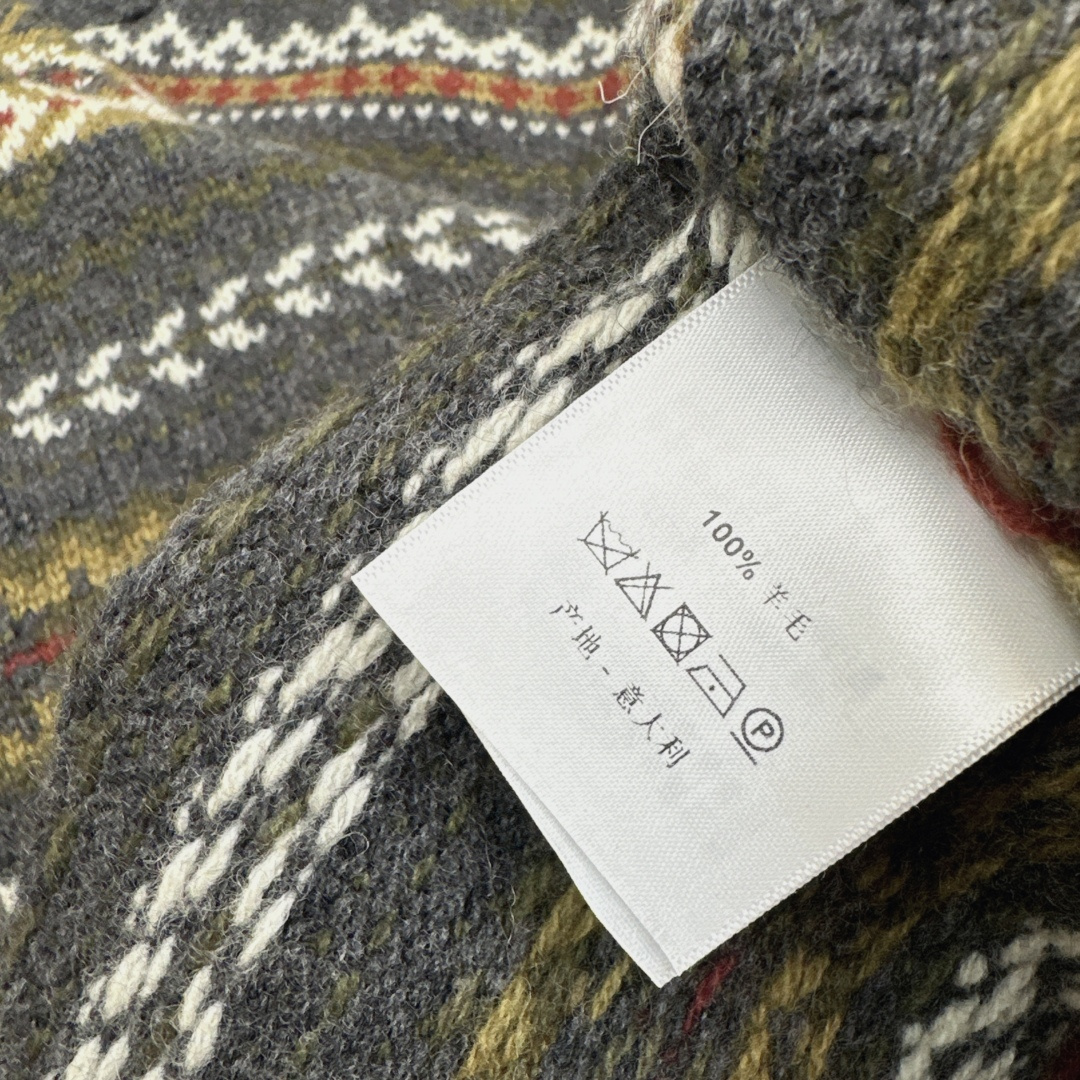 100% 羊毛
P
产地 - 意大利